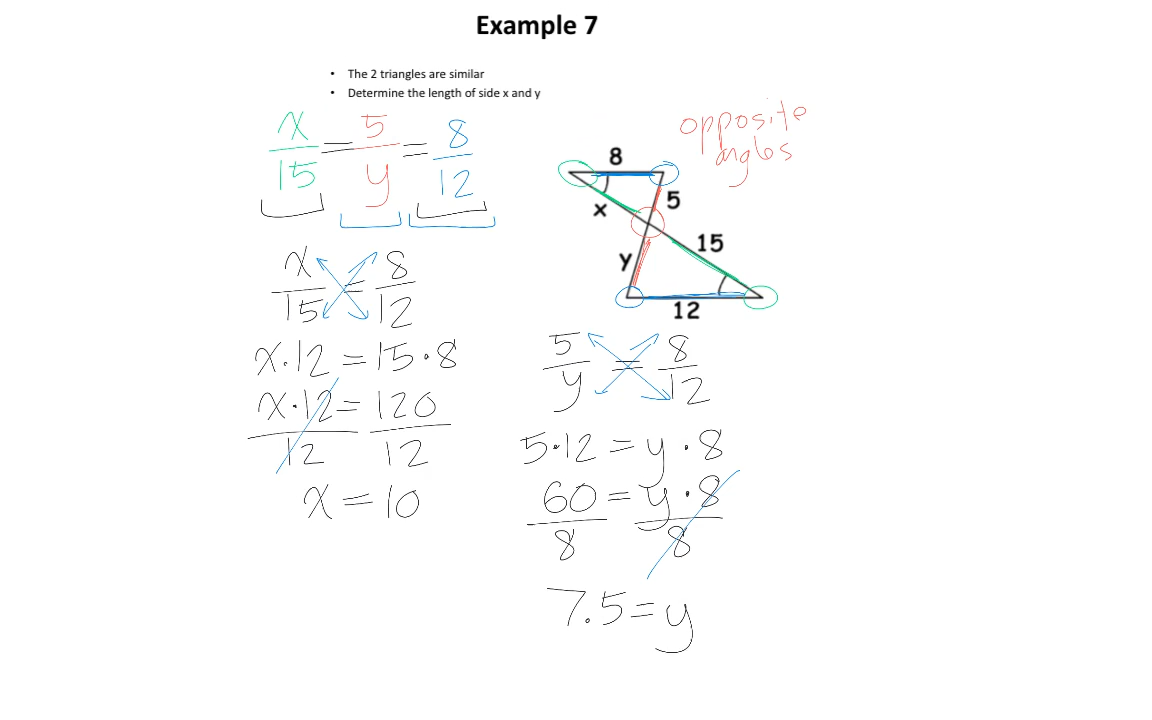 Example 7
• The 2 triangles are similar
• Determine the length of side x and y
x/15 = 5/y = 8/12
opposite
angles
8
5
x
15
y
12
x/15 = 8/12
x·12 = 15·8
x·12/12 = 120/12
x = 10
5/y = 8/12
5·12 = y·8
60/8 = y·8/8
7.5 = y